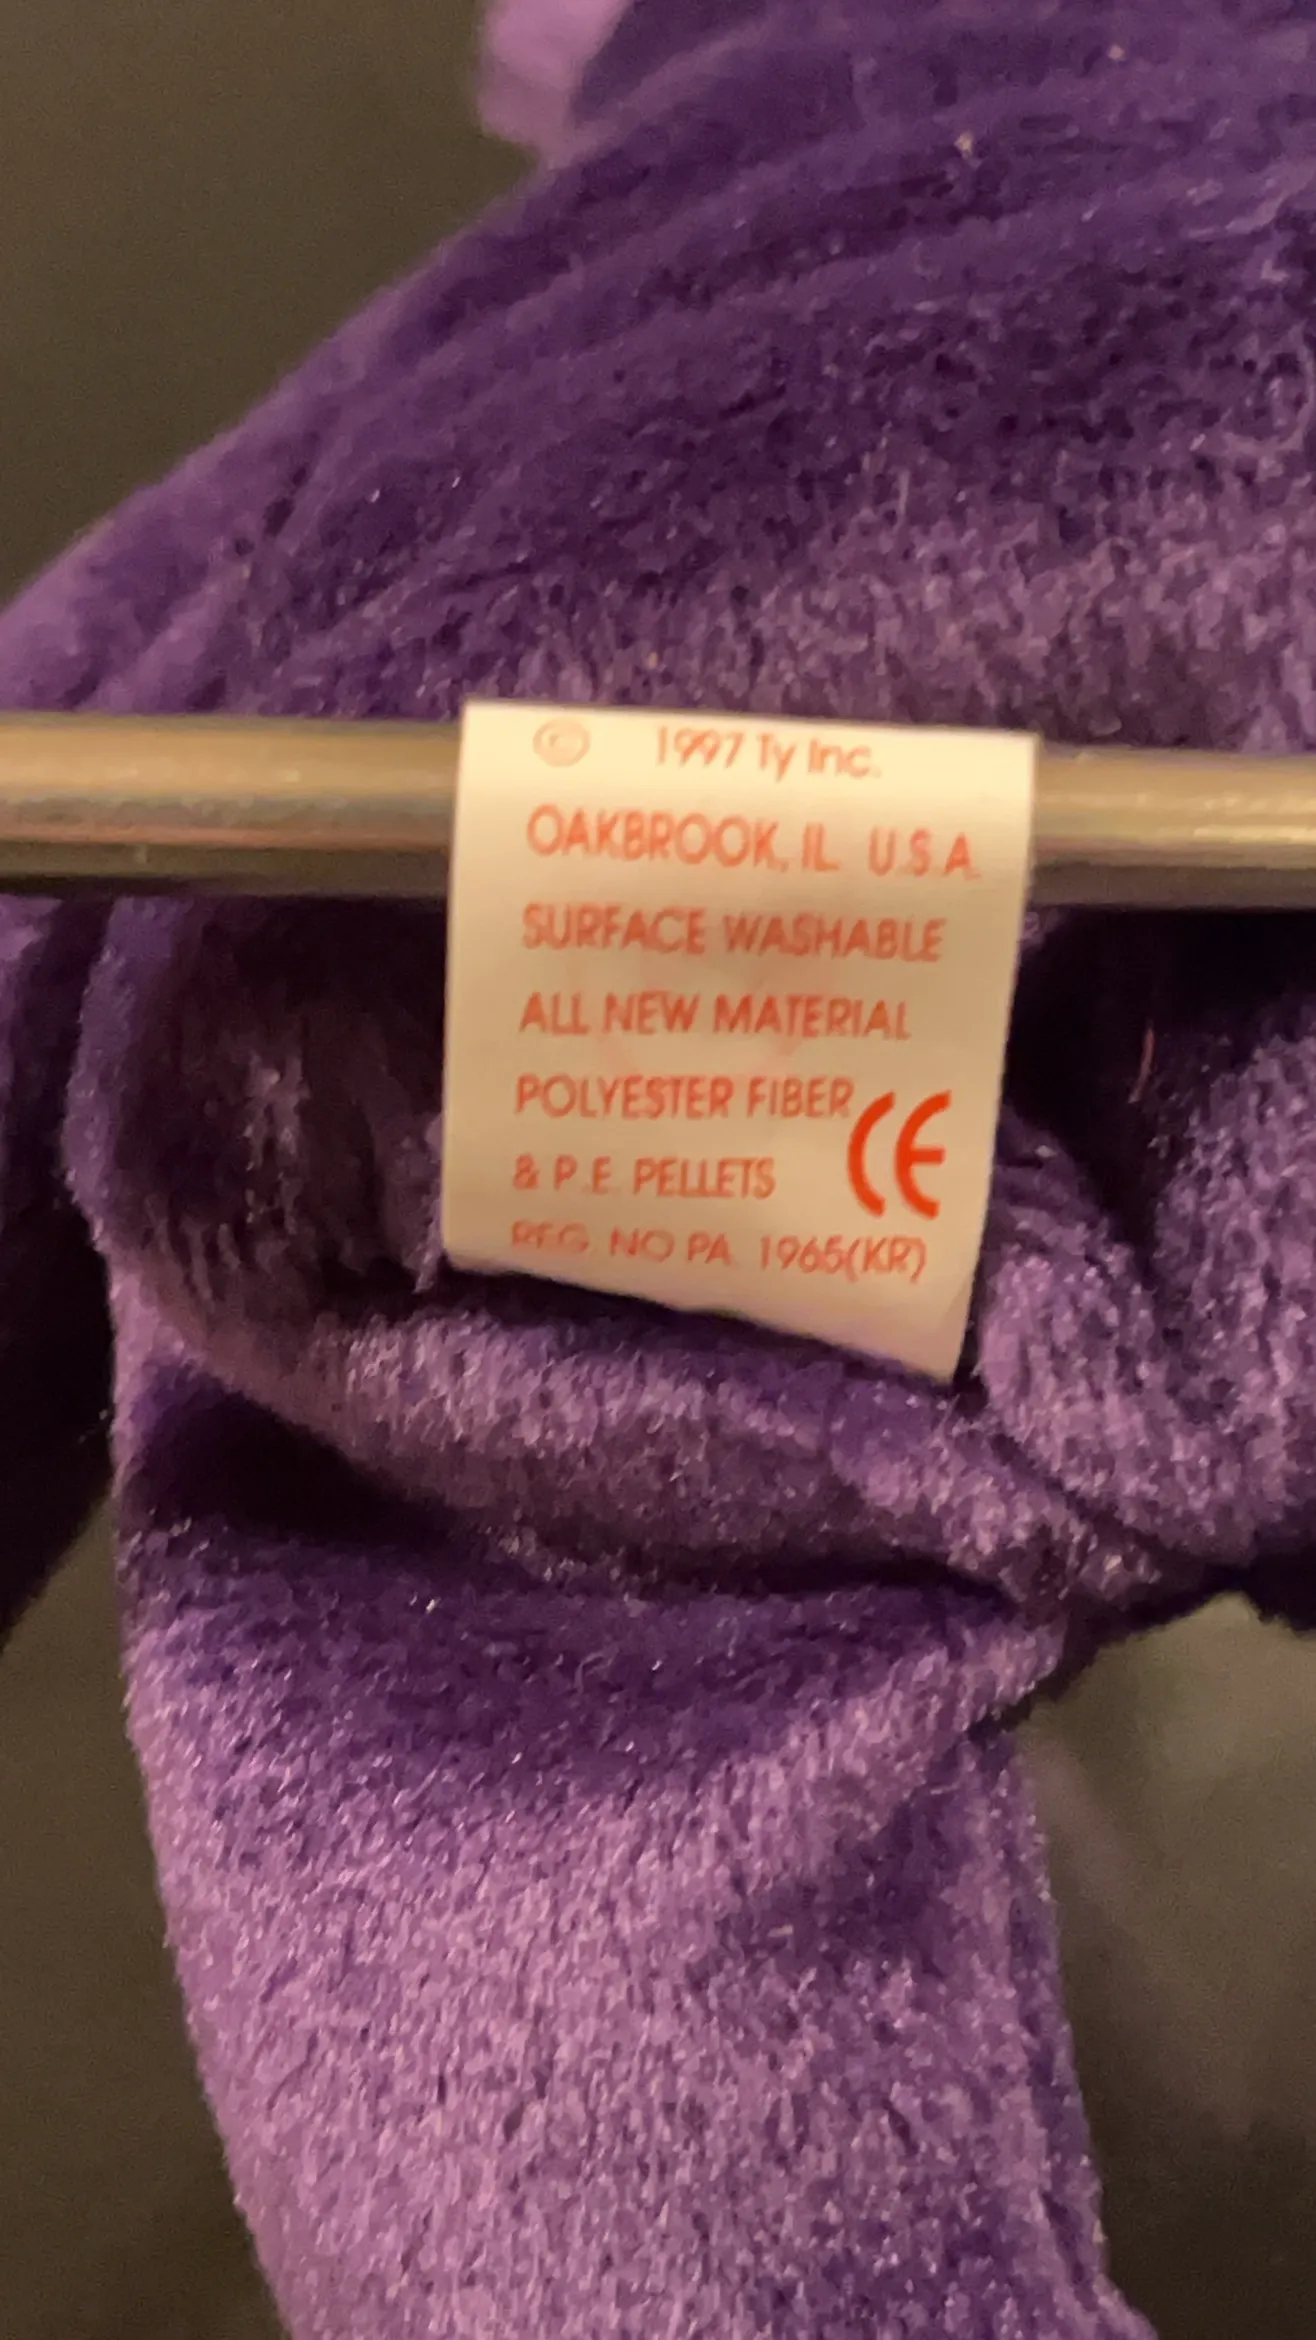 © 1997 Ty Inc.
OAKBROOK, IL U.S.A.
SURFACE WASHABLE
ALL NEW MATERIAL
POLYESTER FIBER
& P.E. PELLETS CE
REG. NO PA. 1965(KR)